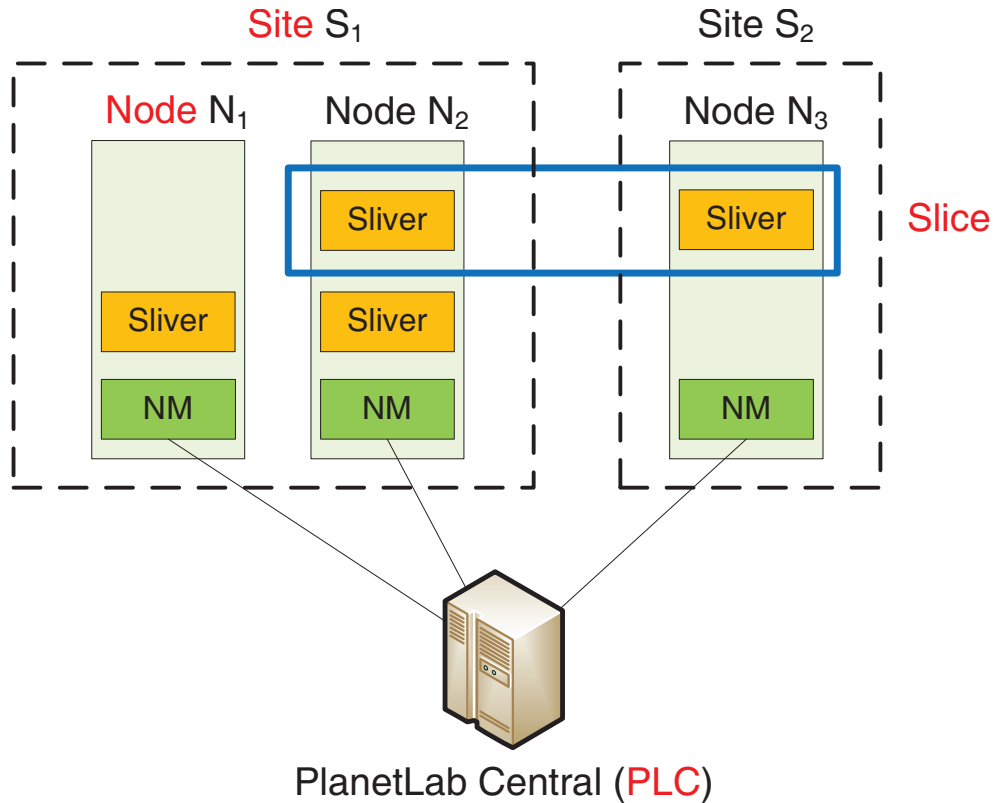 Site S₁
Site S₂
Node N₁
Node N₂
Node N₃
Sliver
Sliver
Slice
Sliver
Sliver
NM
NM
NM
PlanetLab Central (PLC)